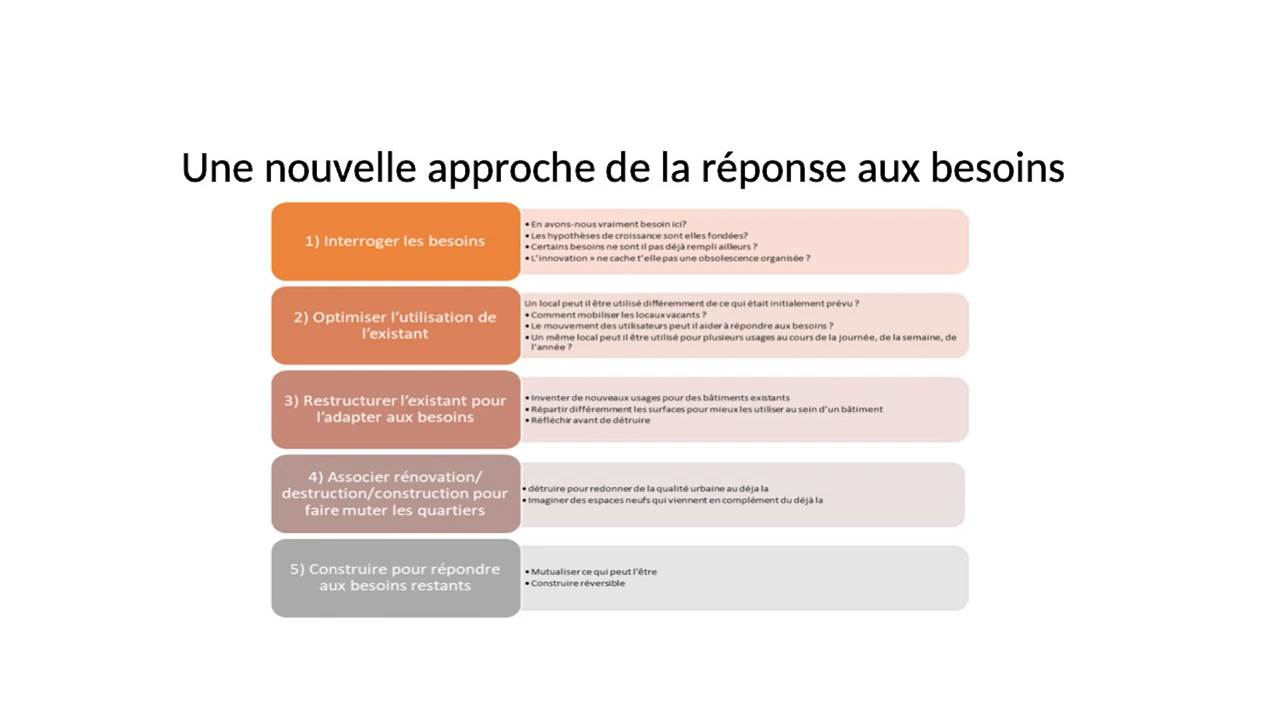 Une nouvelle approche de la réponse aux besoins
1) Interroger les besoins
• En avons-nous vraiment besoin ici?
• Les hypothèses de croissance sont elles fondées?
• Certains besoins ne sont il pas déjà rempli ailleurs ?
• L'innovation » ne cache t'elle pas une obsolescence organisée ?
2) Optimiser l'utilisation de
l'existant
Un local peut il être utilisé différemment de ce qui était initialement prévu ?
• Comment mobiliser les locaux vacants ?
• Le mouvement des utilisateurs peut il aider à répondre aux besoins ?
• Un même local peut il être utilisé pour plusieurs usages au cours de la journée, de la semaine, de
l'année ?
3) Restructurer l'existant pour
l'adapter aux besoins
• Inventer de nouveaux usages pour des bâtiments existants
• Répartir différemment les surfaces pour mieux les utiliser au sein d'un bâtiment
• Réfléchir avant de détruire
4) Associer rénovation/
destruction/construction pour
faire muter les quartiers
• détruire pour redonner de la qualité urbaine au déja la
• Imaginer des espaces neufs qui viennent en complément du déjà la
5) Construire pour répondre
aux besoins restants
• Mutualiser ce qui peut l'être
• Construire réversible